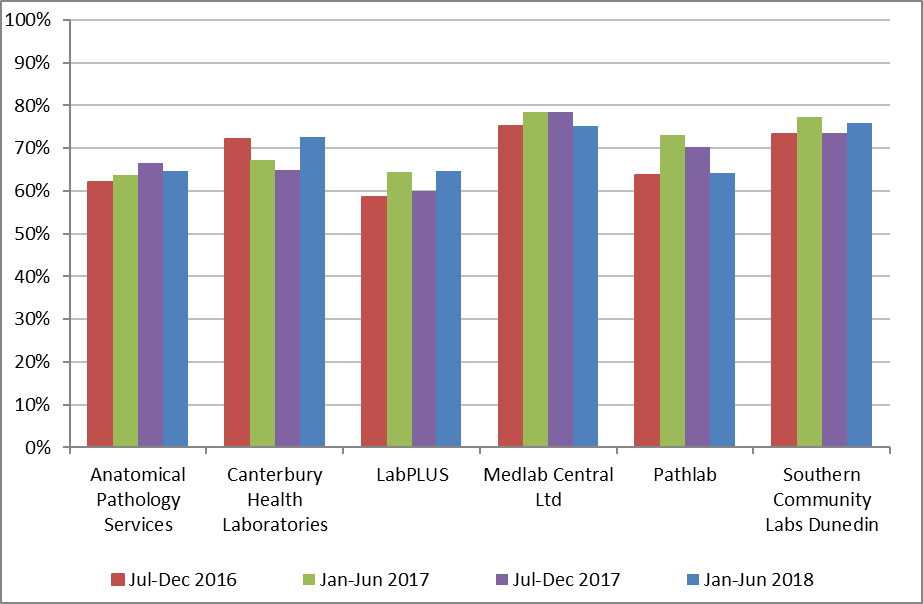 100%
90%
80%
70%
60%
50%
40%
30%
20%
10%
0%
Anatomical
Pathology
Services
Canterbury
Health
Laboratories
LabPLUS
Medlab Central
Ltd
Pathlab
Southern
Community
Labs Dunedin
Jul-Dec 2016 Jan-Jun 2017 Jul-Dec 2017 Jan-Jun 2018